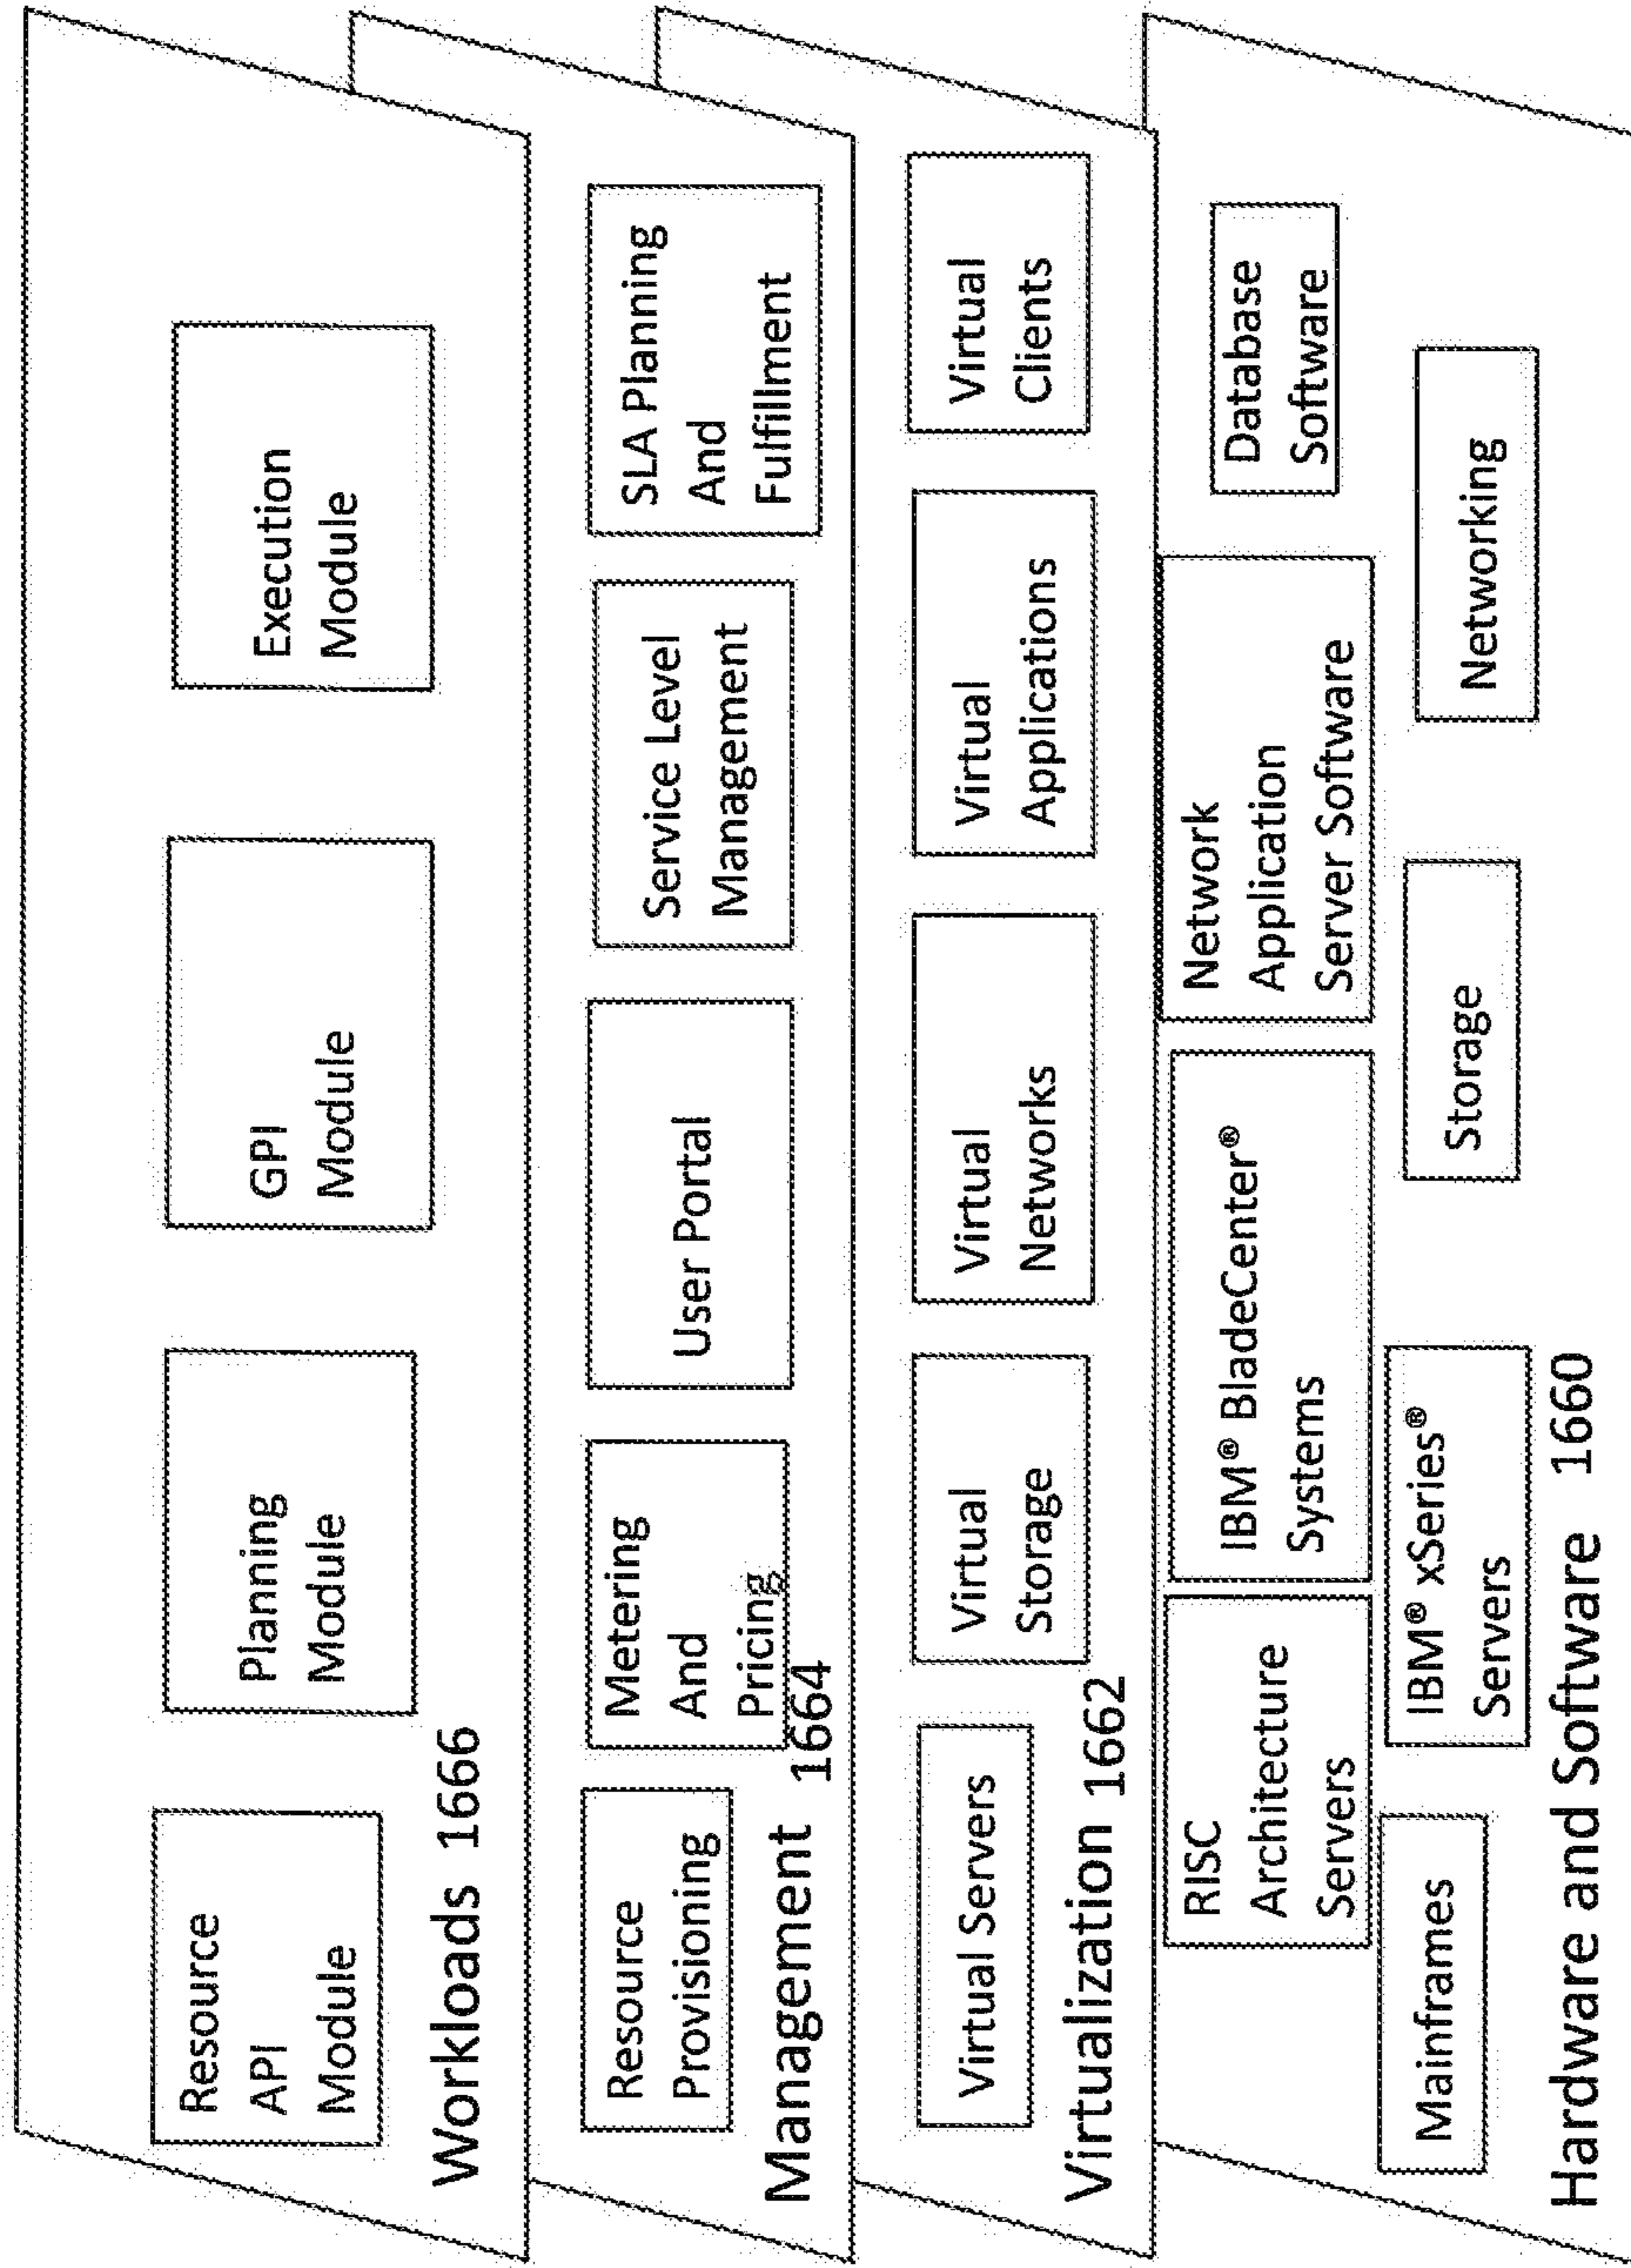 Resource
API
Module
Planning
Module
GPI
Module
Execution
Module
Workloads 1666
Resource
Provisioning
Metering
And
Pricing
User Portal
Service Level
Management
SLA Planning
And
Fulfillment
Management 1664
Virtual Servers
Virtual
Storage
Virtual
Networks
Virtual
Applications
Virtual
Clients
Virtualization 1662
RISC
Architecture
Servers
IBM® BladeCenter®
Systems
Network
Application
Server Software
Database
Software
Mainframes
IBM® xSeries®
Servers
Storage
Networking
Hardware and Software 1660